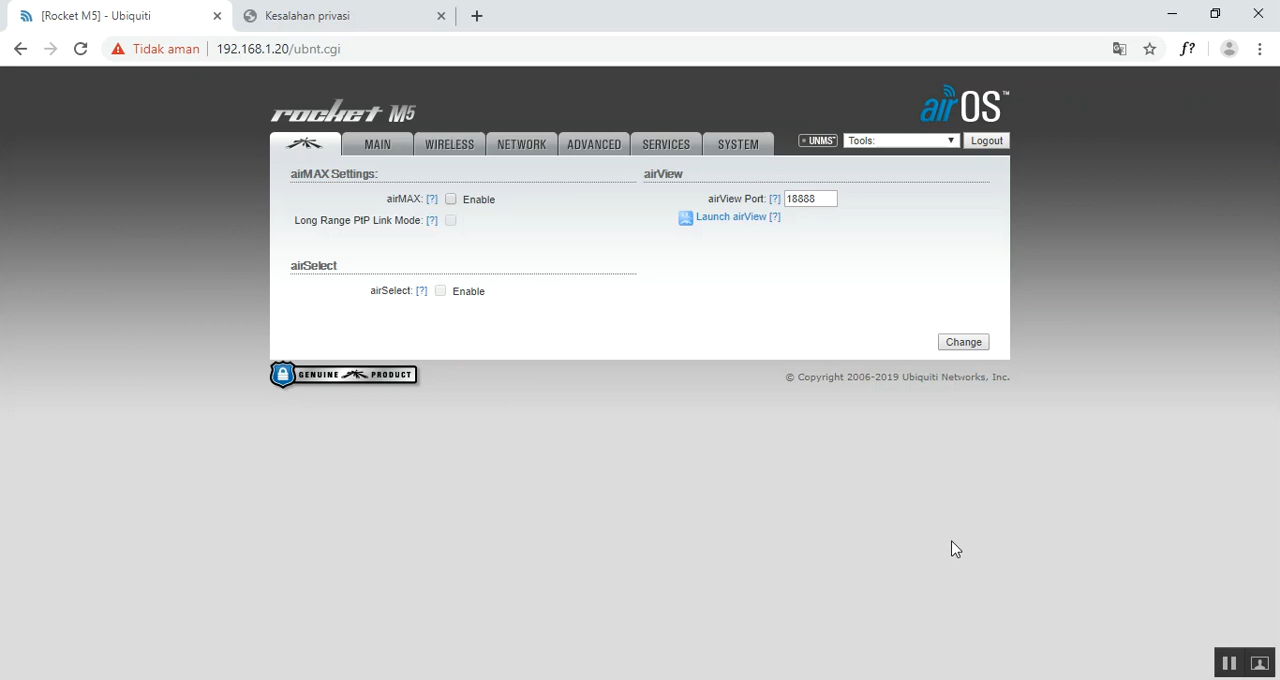 [Rocket M5] - Ubiquiti
Kesalahan privasi
Tidak aman
192.168.1.20/ubnt.cgi
f?
rocket M5
airOS™
MAIN
WIRELESS
NETWORK
ADVANCED
SERVICES
SYSTEM
UNMS™
Tools:
Logout
airMAX Settings:
airMAX: [?] Enable
Long Range PtP Link Mode: [?]
airView
airView Port: [?] 18888
Launch airView [?]
airSelect
airSelect: [?] Enable
Change
GENUINE PRODUCT
© Copyright 2006-2019 Ubiquiti Networks, Inc.